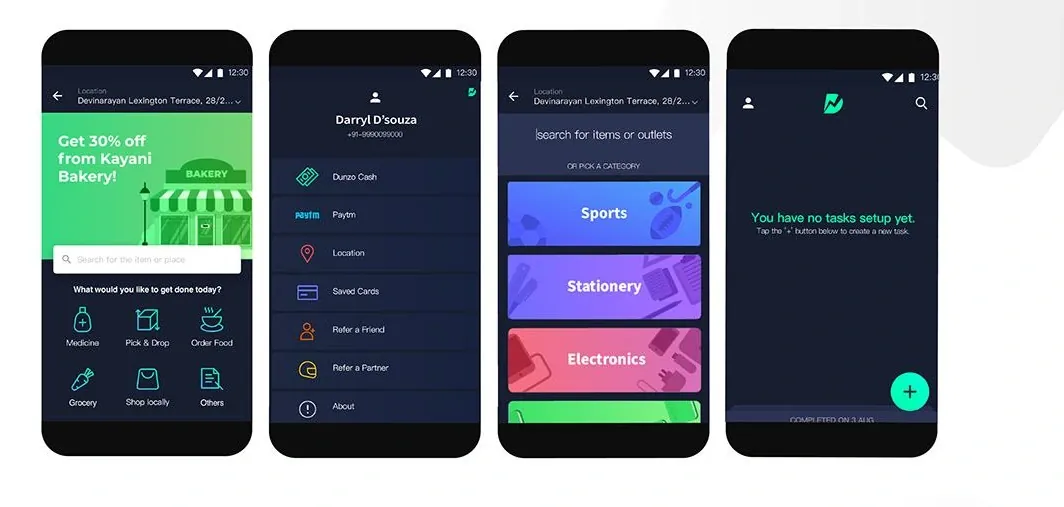 12:30
Location
Devinarayan Lexington Terrace, 28/2...
Get 30% off
from Kayani
Bakery!
BAKERY
Search for the item or place
What would you like to get done today?
Medicine
Pick & Drop
Order Food
Grocery
Shop locally
Others
12:30
Darryl D'souza
+91-9990099000
Dunzo Cash
Paytm
Paytm
Location
Saved Cards
Refer a Friend
Refer a Partner
About
12:30
Location
Devinarayan Lexington Terrace, 28/2...
search for items or outlets
OR PICK A CATEGORY
Sports
Stationery
Electronics
12:30
You have no tasks setup yet.
Tap the '+' button below to create a new task.
COMPLETED ON 3 AUG